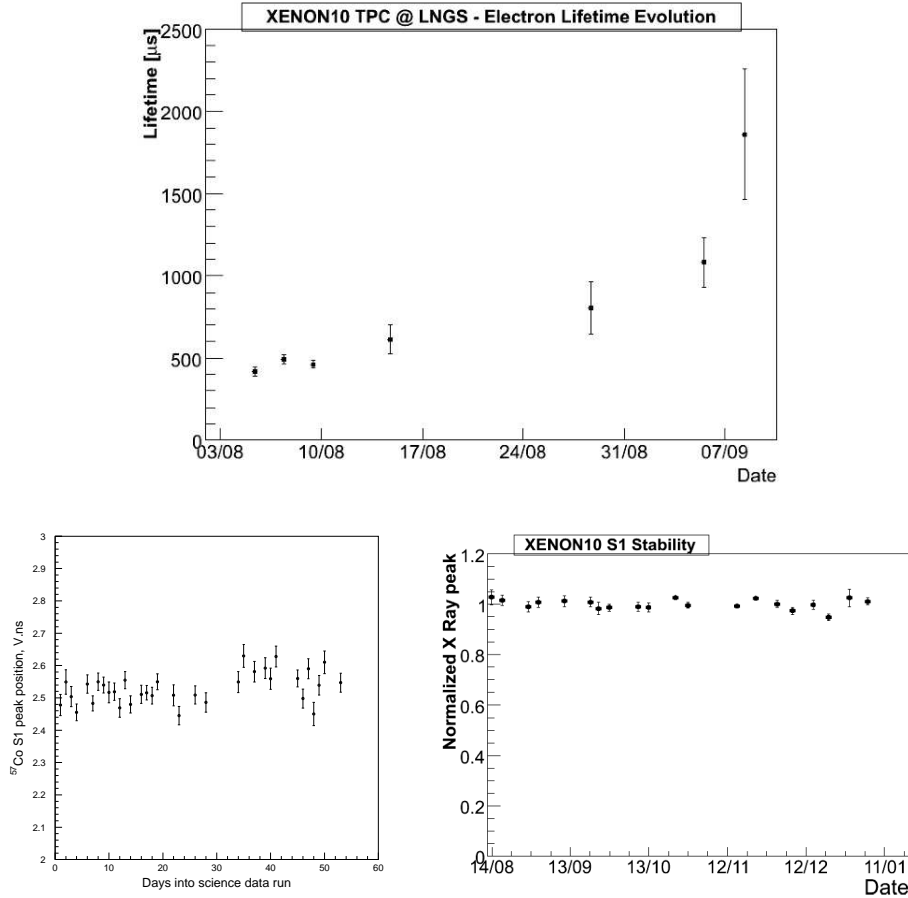 XENON10 TPC @ LNGS - Electron Lifetime Evolution
Lifetime [μs]
2500
2000
1500
1000
500
0
03/08 10/08 17/08 24/08 31/08 07/09
Date
57Co S1 peak position, V.ns
3
2.9
2.8
2.7
2.6
2.5
2.4
2.3
2.2
2.1
2
0 10 20 30 40 50 60
Days into science data run
XENON10 S1 Stability
Normalized X Ray peak
1.2
1
0.8
0.6
0.4
0.2
0
14/08 13/09 13/10 12/11 12/12 11/01
Date